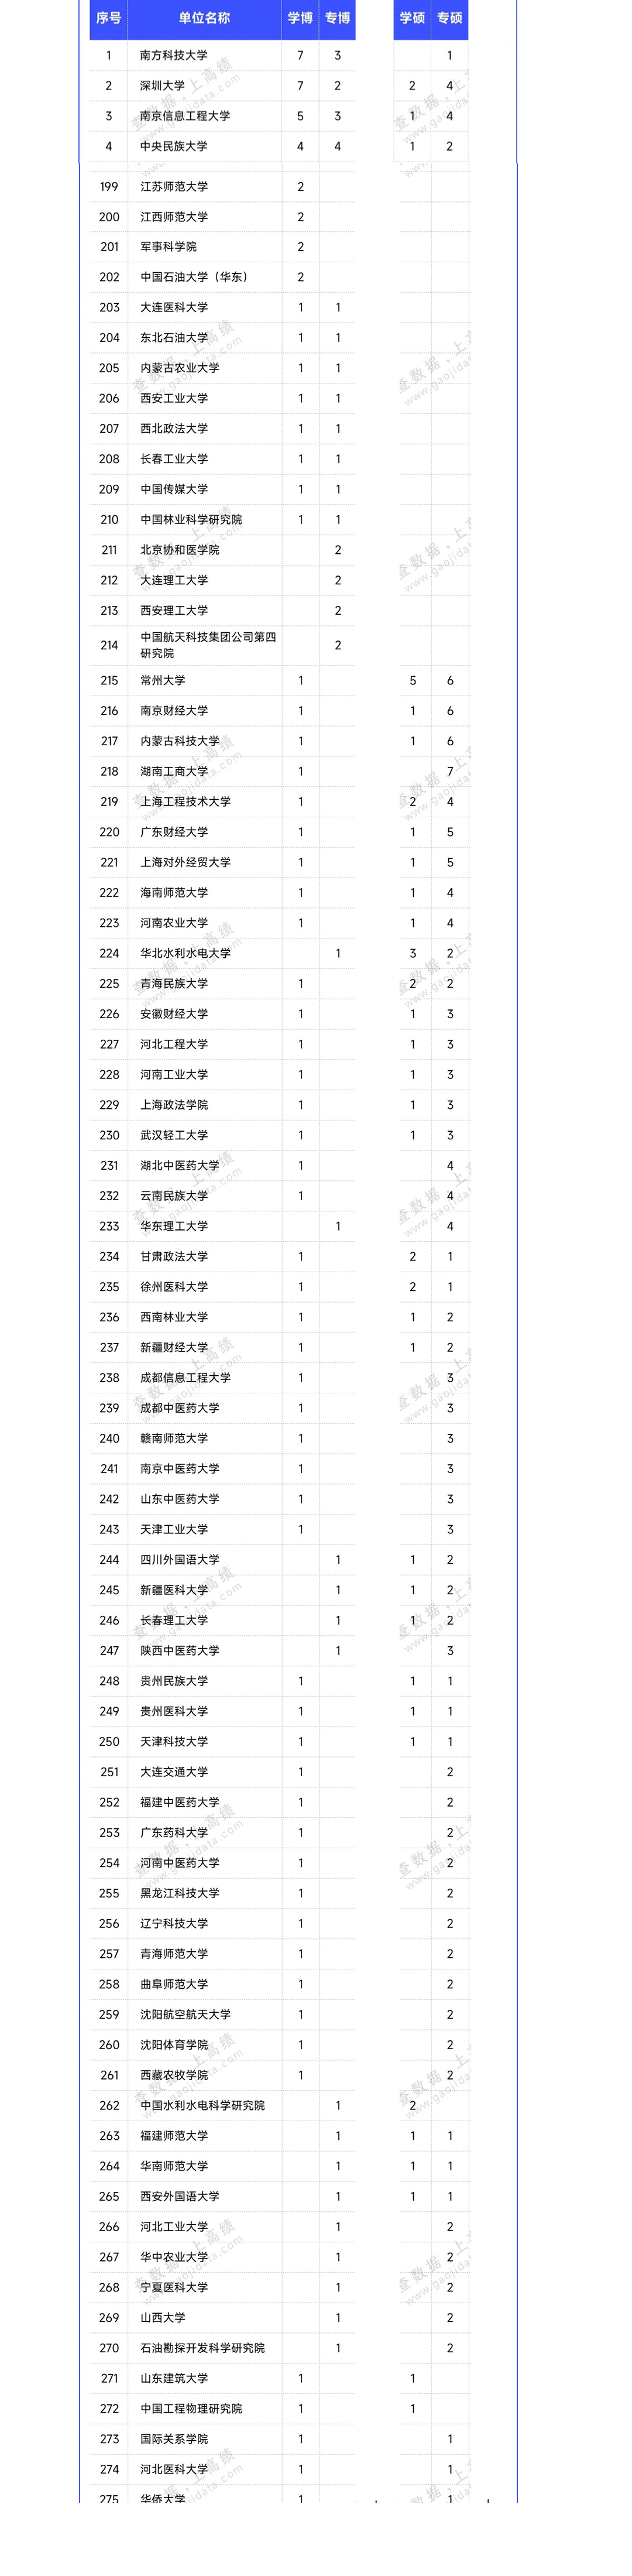 序号 单位名称 学博 专博 学硕 专硕
1 南方科技大学 7 3 1
2 深圳大学 7 2 2 4
3 南京信息工程大学 5 3 1 4
4 中央民族大学 4 4 1 2
199 江苏师范大学 2
200 江西师范大学 2
201 军事科学院 2
202 中国石油大学（华东） 2
203 大连医科大学 1 1
204 东北石油大学 1 1
205 内蒙古农业大学 1 1
206 西安工业大学 1 1
207 西北政法大学 1 1
208 长春工业大学 1 1
209 中国传媒大学 1 1
210 中国林业科学研究院 1 1
211 北京协和医学院 2
212 大连理工大学 2
213 西安理工大学 2
214 中国航天科技集团公司第四
研究院 2
215 常州大学 1 5 6
216 南京财经大学 1 1 6
217 内蒙古科技大学 1 1 6
218 湖南工商大学 1 7
219 上海工程技术大学 1 2 4
220 广东财经大学 1 1 5
221 上海对外经贸大学 1 1 5
222 海南师范大学 1 1 4
223 河南农业大学 1 1 4
224 华北水利水电大学 1 3 2
225 青海民族大学 1 2 2
226 安徽财经大学 1 1 3
227 河北工程大学 1 1 3
228 河南工业大学 1 1 3
229 上海政法学院 1 1 3
230 武汉轻工大学 1 1 3
231 湖北中医药大学 1 4
232 云南民族大学 1 4
233 华东理工大学 1 4
234 甘肃政法大学 1 2 1
235 徐州医科大学 1 2 1
236 西南林业大学 1 1 2
237 新疆财经大学 1 1 2
238 成都信息工程大学 1 3
239 成都中医药大学 1 3
240 赣南师范大学 1 3
241 南京中医药大学 1 3
242 山东中医药大学 1 3
243 天津工业大学 1 3
244 四川外国语大学 1 1 2
245 新疆医科大学 1 1 2
246 长春理工大学 1 1 2
247 陕西中医药大学 1 3
248 贵州民族大学 1 1 1
249 贵州医科大学 1 1 1
250 天津科技大学 1 1 1
251 大连交通大学 1 2
252 福建中医药大学 1 2
253 广东药科大学 1 2
254 河南中医药大学 1 2
255 黑龙江科技大学 1 2
256 辽宁科技大学 1 2
257 青海师范大学 1 2
258 曲阜师范大学 1 2
259 沈阳航空航天大学 1 2
260 沈阳体育学院 1 2
261 西藏农牧学院 1 2
262 中国水利水电科学研究院 1 2
263 福建师范大学 1 1 1
264 华南师范大学 1 1 1
265 西安外国语大学 1 1 1
266 河北工业大学 1 2
267 华中农业大学 1 2
268 宁夏医科大学 1 2
269 山西大学 1 2
270 石油勘探开发科学研究院 1 2
271 山东建筑大学 1 1
272 中国工程物理研究院 1 1
273 国际关系学院 1 1
274 河北医科大学 1 1
275 华侨大学 1 1
查数据，上高绩
www.gaojidata.com